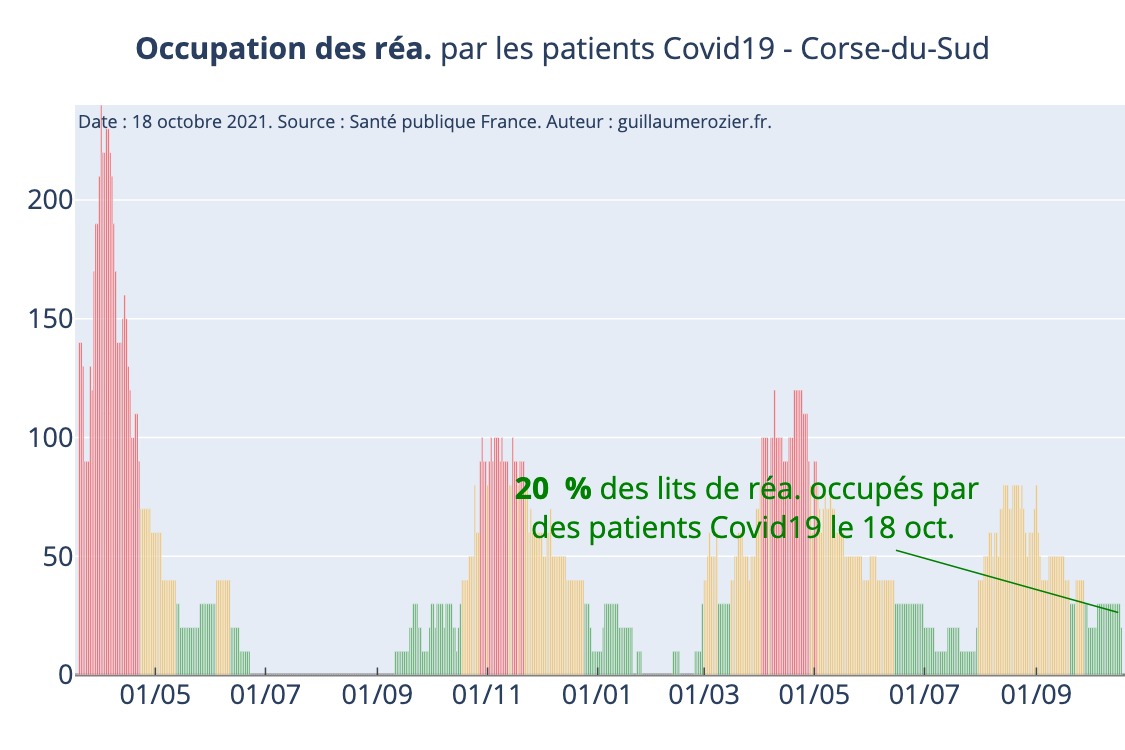 Occupation des réa. par les patients Covid19 - Corse-du-Sud
Date : 18 octobre 2021. Source : Santé publique France. Auteur : guillaumerozier.fr.
200
150
100
50
0
20  % des lits de réa. occupés par
des patients Covid19 le 18 oct.
01/05 01/07 01/09 01/11 01/01 01/03 01/05 01/07 01/09